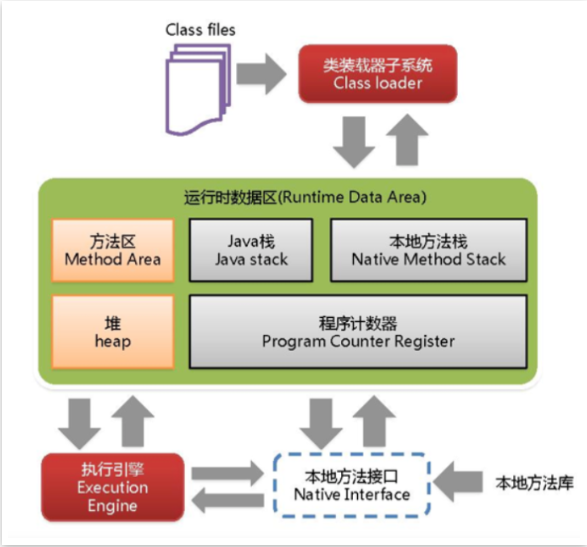 Class files
类装载器子系统
Class loader
运行时数据区(Runtime Data Area)
方法区
Method Area
Java栈
Java stack
本地方法栈
Native Method Stack
堆
heap
程序计数器
Program Counter Register
执行引擎
Execution
Engine
本地方法接口
Native Interface
本地方法库